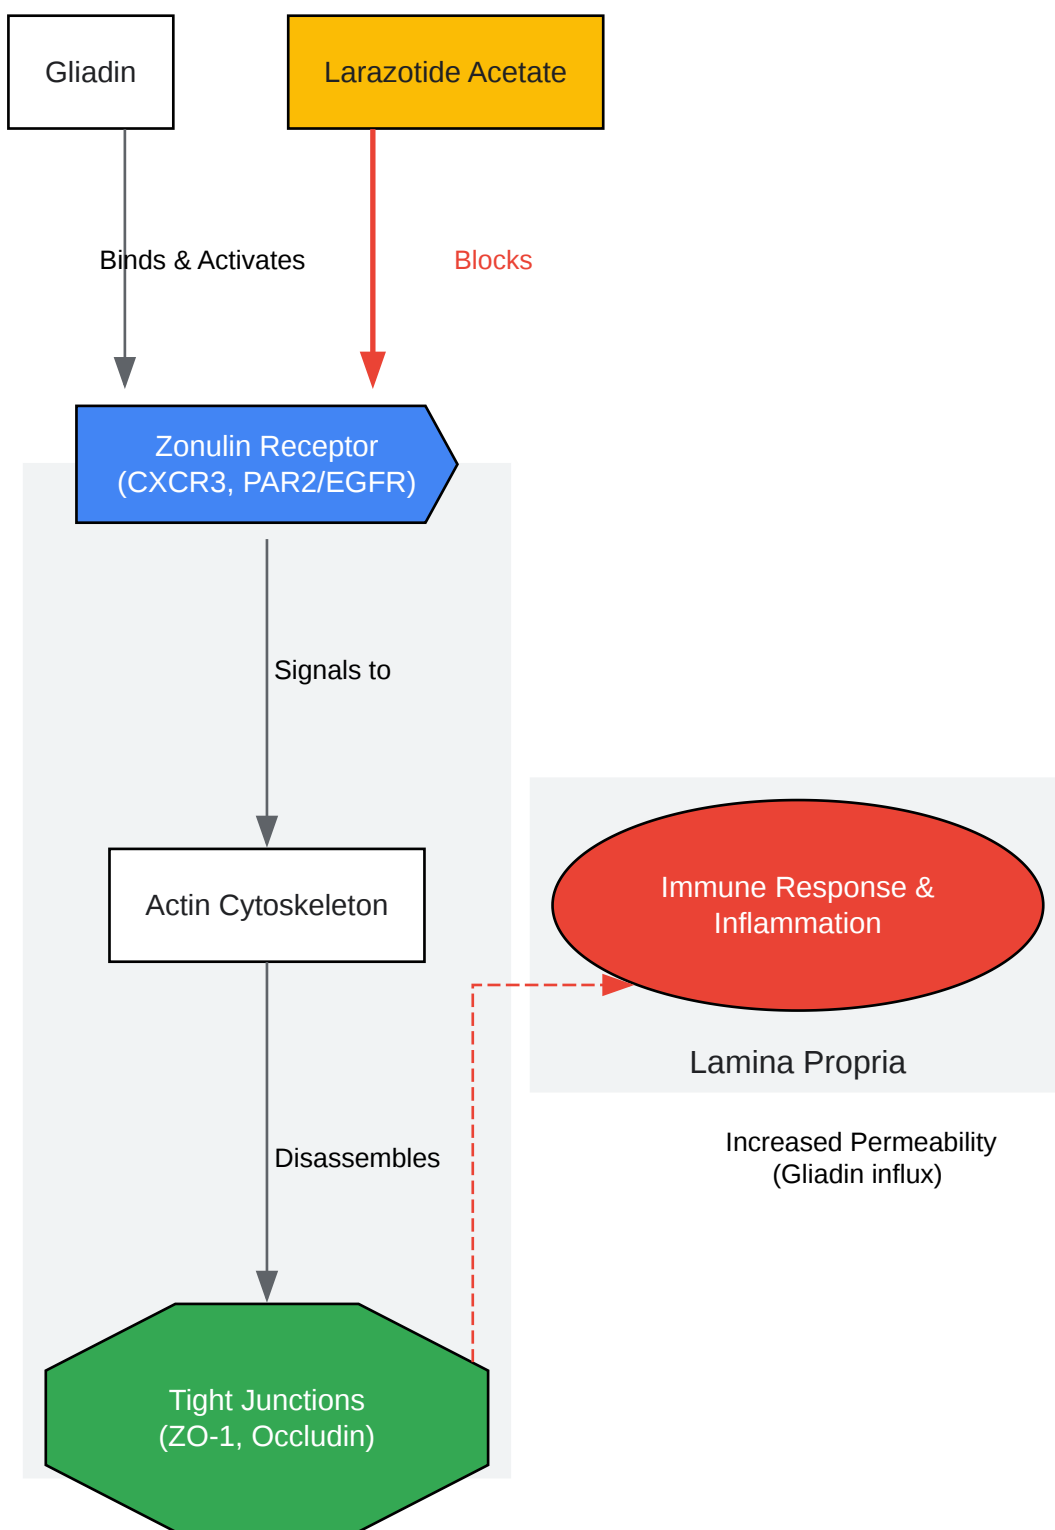 Gliadin
Larazotide Acetate
Binds & Activates
Blocks
Zonulin Receptor
(CXCR3, PAR2/EGFR)
Signals to
Actin Cytoskeleton
Immune Response &
Inflammation
Lamina Propria
Increased Permeability
(Gliadin influx)
Disassembles
Tight Junctions
(ZO-1, Occludin)